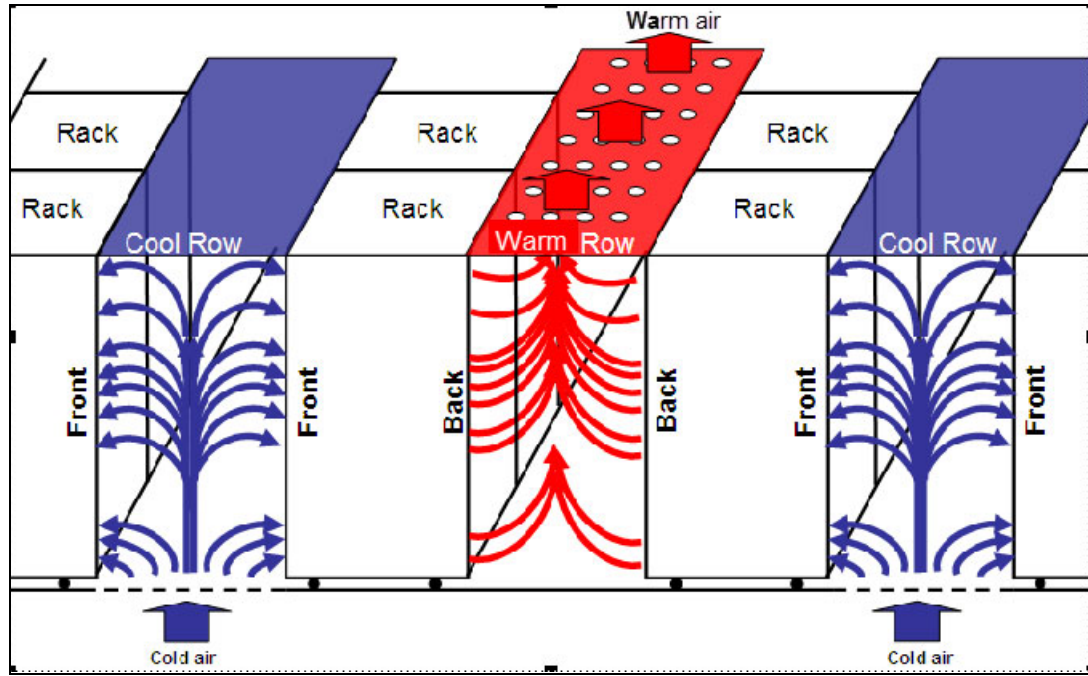 Warm air
Rack
Rack
Rack
Rack
Rack
Rack
Cool Row
Warm Row
Cool Row
Front
Front
Back
Back
Front
Front
Cold air
Cold air